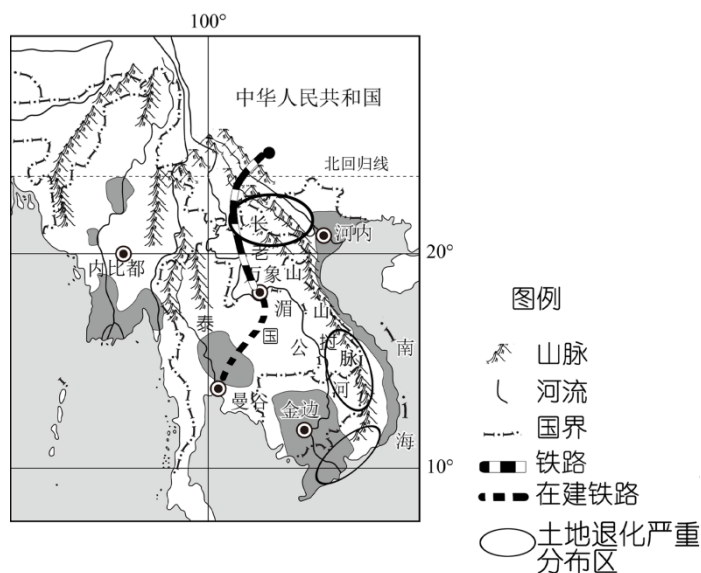 100°
中华人民共和国
北回归线
长
河内
20°
老
内比都
万象
山
湄
山
泰
国
公
村
脉
南
曼谷
金边
河
海
10°
图例
山脉
河流
国界
铁路
在建铁路
土地退化严重
分布区